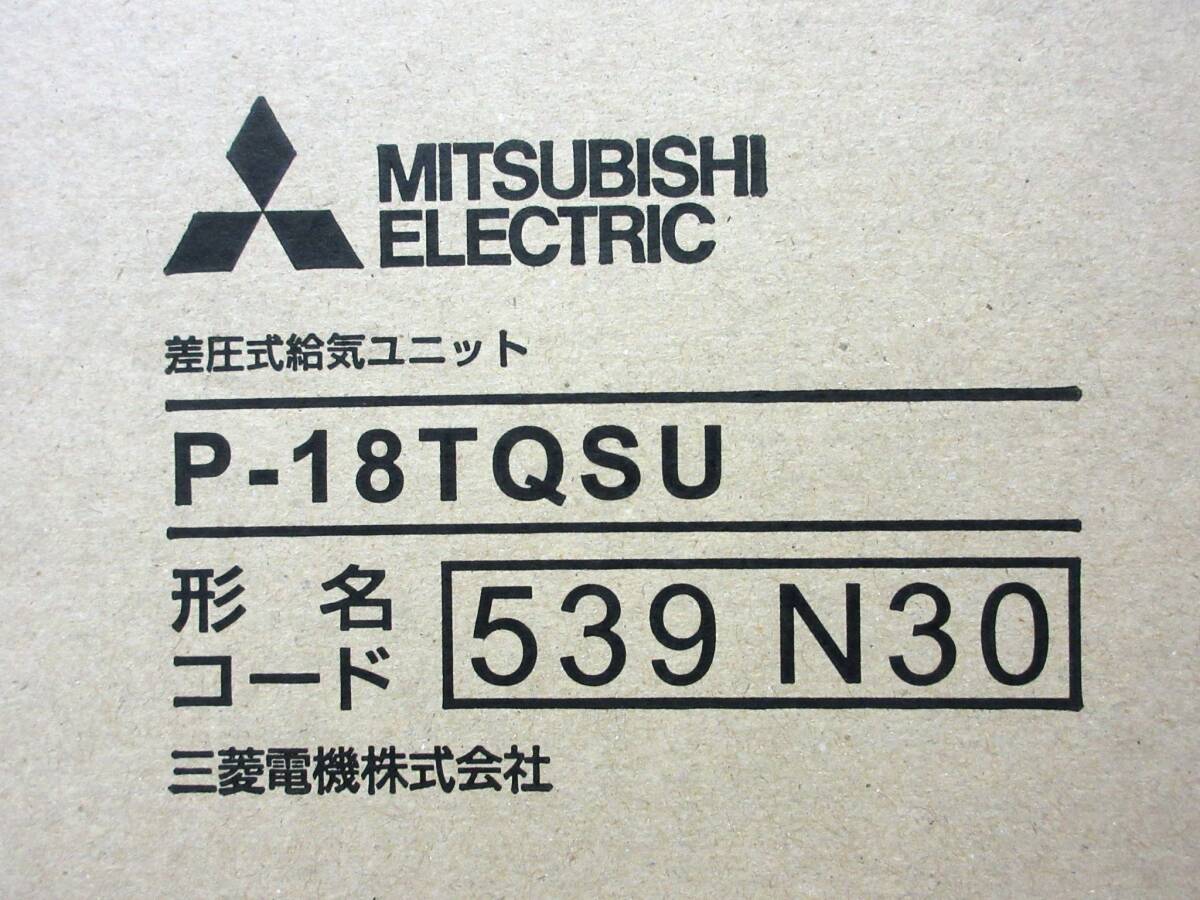 MITSUBISHI
ELECTRIC
差圧式給気ユニット
P-18TQSU
形名
コード
539 N30
三菱電機株式会社